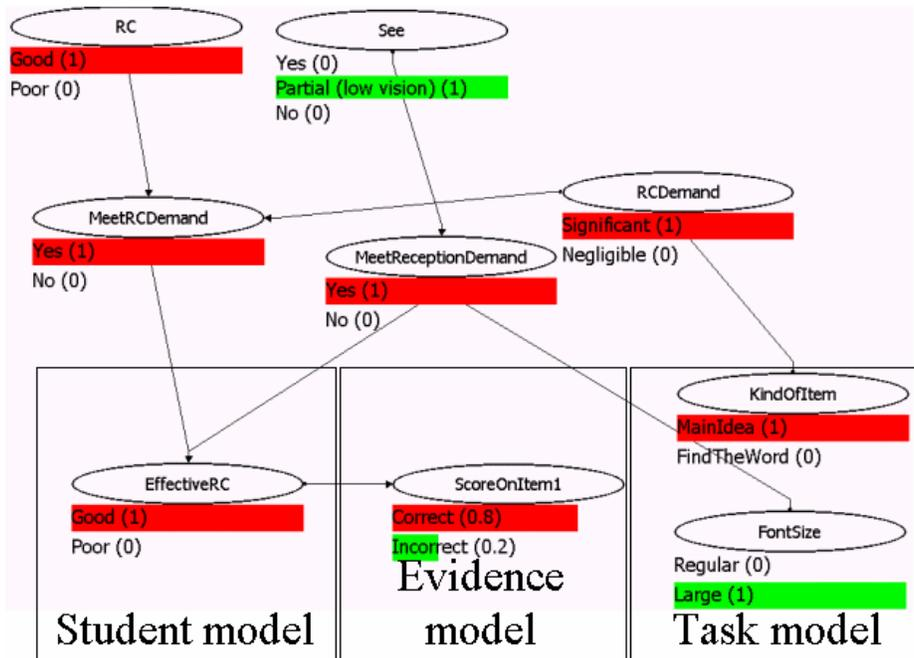 RC
Good (1)
Poor (0)
See
Yes (0)
Partial (low vision) (1)
No (0)
MeetRCDemand
Yes (1)
No (0)
RCDemand
Significant (1)
Negligible (0)
MeetReceptionDemand
Yes (1)
No (0)
KindOfItem
MainIdea (1)
FindTheWord (0)
EffectiveRC
Good (1)
Poor (0)
ScoreOnItem1
Correct (0.8)
Incorrect (0.2)
FontSize
Regular (0)
Large (1)
Student model
Evidence
model
Task model